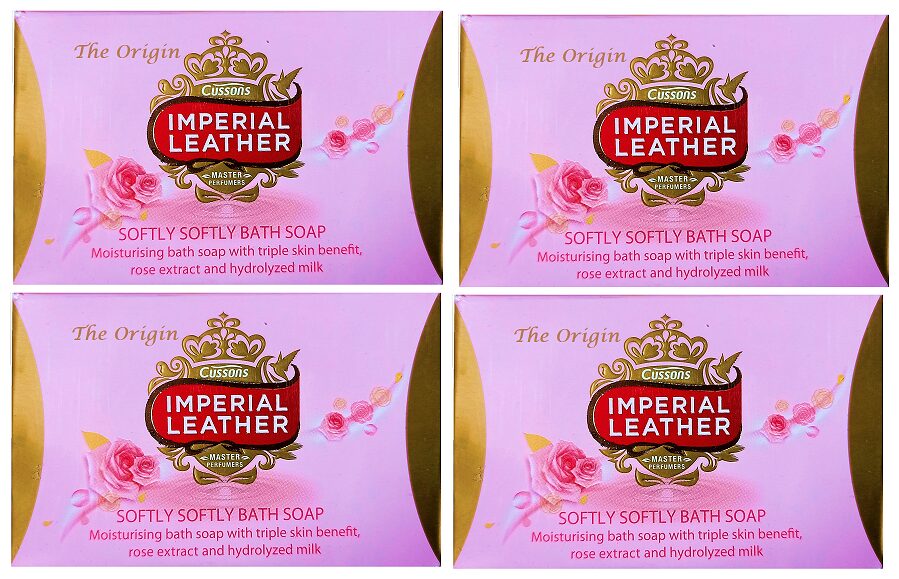 The Origin
Cussons
IMPERIAL
LEATHER
MASTER
PERFUMERS
SOFTLY SOFTLY BATH SOAP
Moisturising bath soap with triple skin benefit,
rose extract and hydrolyzed milk
The Origin
Cussons
IMPERIAL
LEATHER
MASTER
PERFUMERS
SOFTLY SOFTLY BATH SOAP
Moisturising bath soap with triple skin benefit,
rose extract and hydrolyzed milk
The Origin
Cussons
IMPERIAL
LEATHER
MASTER
PERFUMERS
SOFTLY SOFTLY BATH SOAP
Moisturising bath soap with triple skin benefit,
rose extract and hydrolyzed milk
The Origin
Cussons
IMPERIAL
LEATHER
MASTER
PERFUMERS
SOFTLY SOFTLY BATH SOAP
Moisturising bath soap with triple skin benefit,
rose extract and hydrolyzed milk